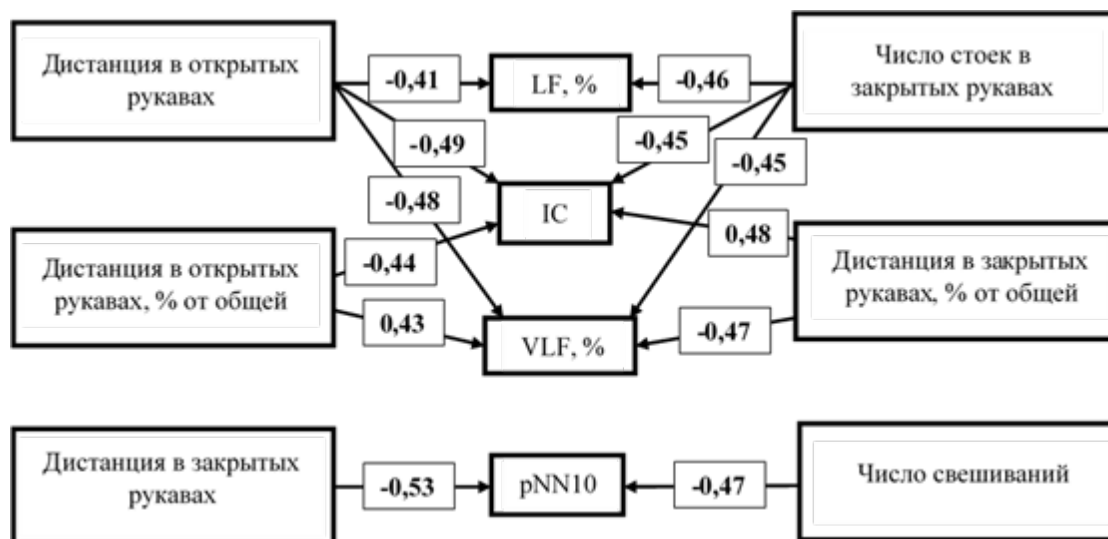 Дистанция в открытых
рукавах
-0,41
LF, %
-0,46
Число стоек в
закрытых рукавах
-0,49
-0,45
-0,48
-0,45
IC
Дистанция в открытых
рукавах, % от общей
-0,44
0,48
Дистанция в закрытых
рукавах, % от общей
0,43
VLF, %
-0,47
Дистанция в закрытых
рукавах
-0,53
pNN10
-0,47
Число свешиваний